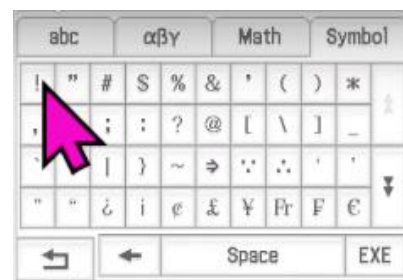 abc αβγ Math Symbol
! " # $ % & ' ( ) *
, ; : ? @ [ \ ] _
` | } ~ ⇒ ∵ ∴ ' '
" “ ¿ ¡ ¢ £ ¥ Fr ₣ €
Space EXE